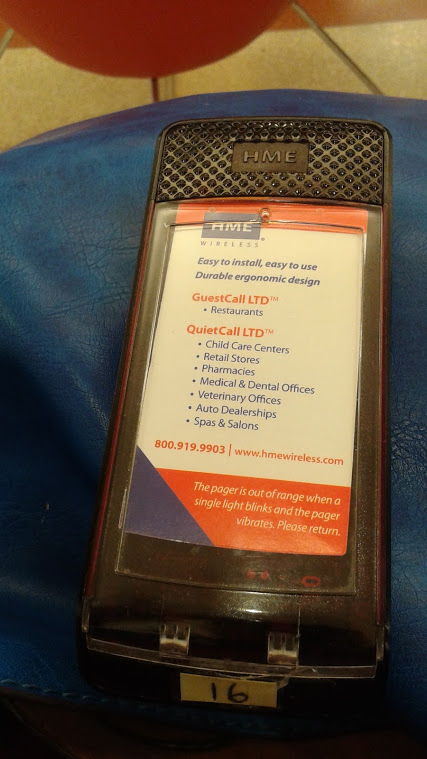 HME
HME®
WIRELESS
Easy to install, easy to use
Durable ergonomic design
GuestCall LTD™
• Restaurants
QuietCall LTD™
• Child Care Centers
• Retail Stores
• Pharmacies
• Medical & Dental Offices
• Veterinary Offices
• Auto Dealerships
• Spas & Salons
800.919.9903 | www.hmewireless.com
The pager is out of range when a
single light blinks and the pager
vibrates. Please return.
16